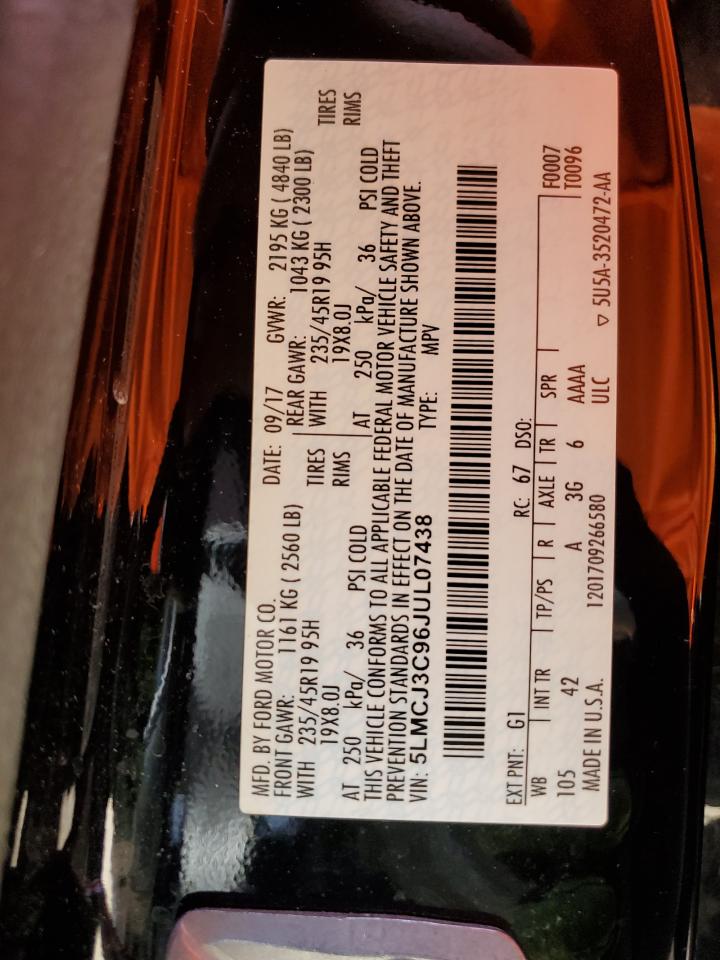 MFD. BY FORD MOTOR CO. DATE: 09/17 GVWR: 2195 KG ( 4840 LB)
FRONT GAWR: 1161 KG ( 2560 LB) REAR GAWR: 1043 KG ( 2300 LB)
WITH 235/45R19 95H TIRES WITH 235/45R19 95H TIRES
19X8.0J RIMS 19X8.0J RIMS
AT 250 kPa/ 36 PSI COLD AT 250 kPa/ 36 PSI COLD
THIS VEHICLE CONFORMS TO ALL APPLICABLE FEDERAL MOTOR VEHICLE SAFETY AND THEFT
PREVENTION STANDARDS IN EFFECT ON THE DATE OF MANUFACTURE SHOWN ABOVE.
VIN: 5LMCJ3C96JUL07438 TYPE: MPV
EXT PNT: G1 RC: 67 DSO:
WB INT TR TP/PS R AXLE TR SPR F0007
105 42 A 3G 6 AAAA T0096
MADE IN U.S.A. 1201709266580 ULC ▽ 5U5A-3520472-AA